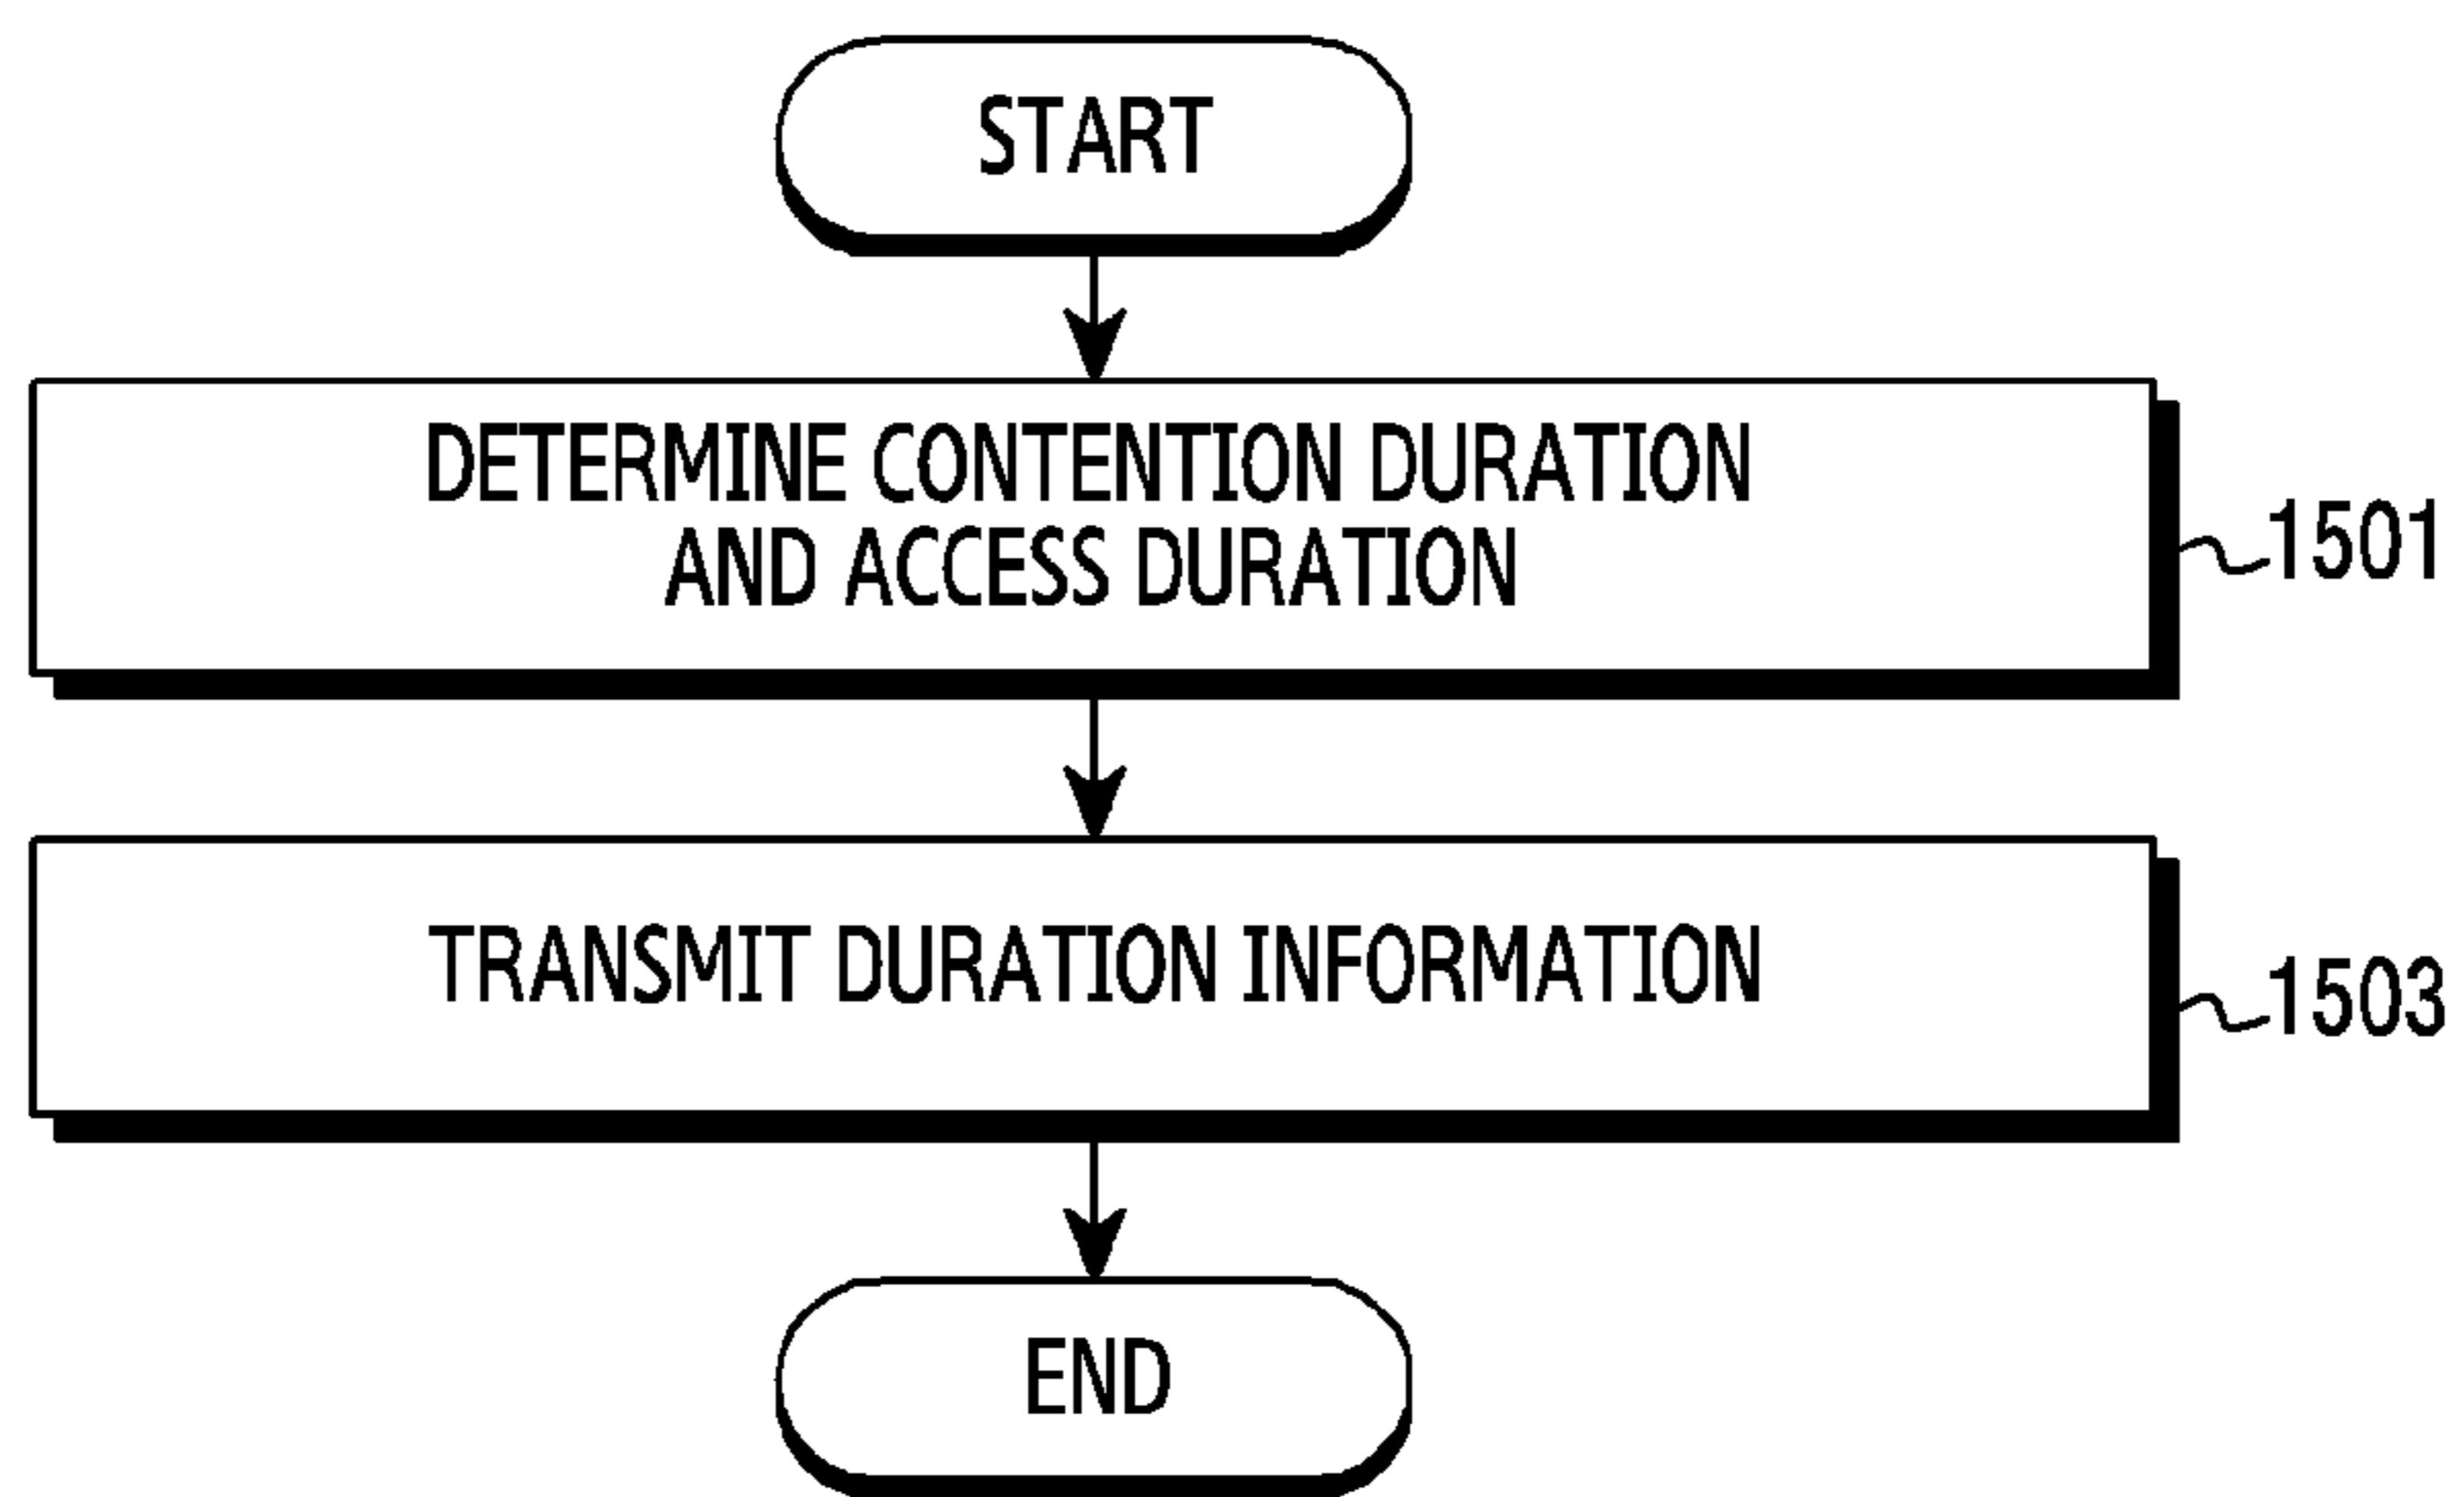 START
DETERMINE CONTENTION DURATION
AND ACCESS DURATION
1501
TRANSMIT DURATION INFORMATION
1503
END